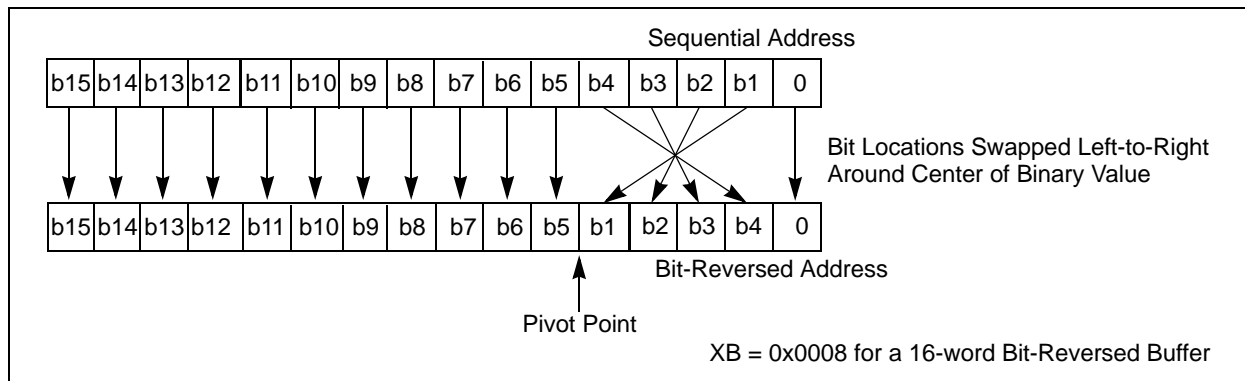 Sequential Address
b15 b14 b13 b12 b11 b10 b9 b8 b7 b6 b5 b4 b3 b2 b1 0
Bit Locations Swapped Left-to-Right
Around Center of Binary Value
b15 b14 b13 b12 b11 b10 b9 b8 b7 b6 b5 b1 b2 b3 b4 0
Bit-Reversed Address
Pivot Point
XB = 0x0008 for a 16-word Bit-Reversed Buffer